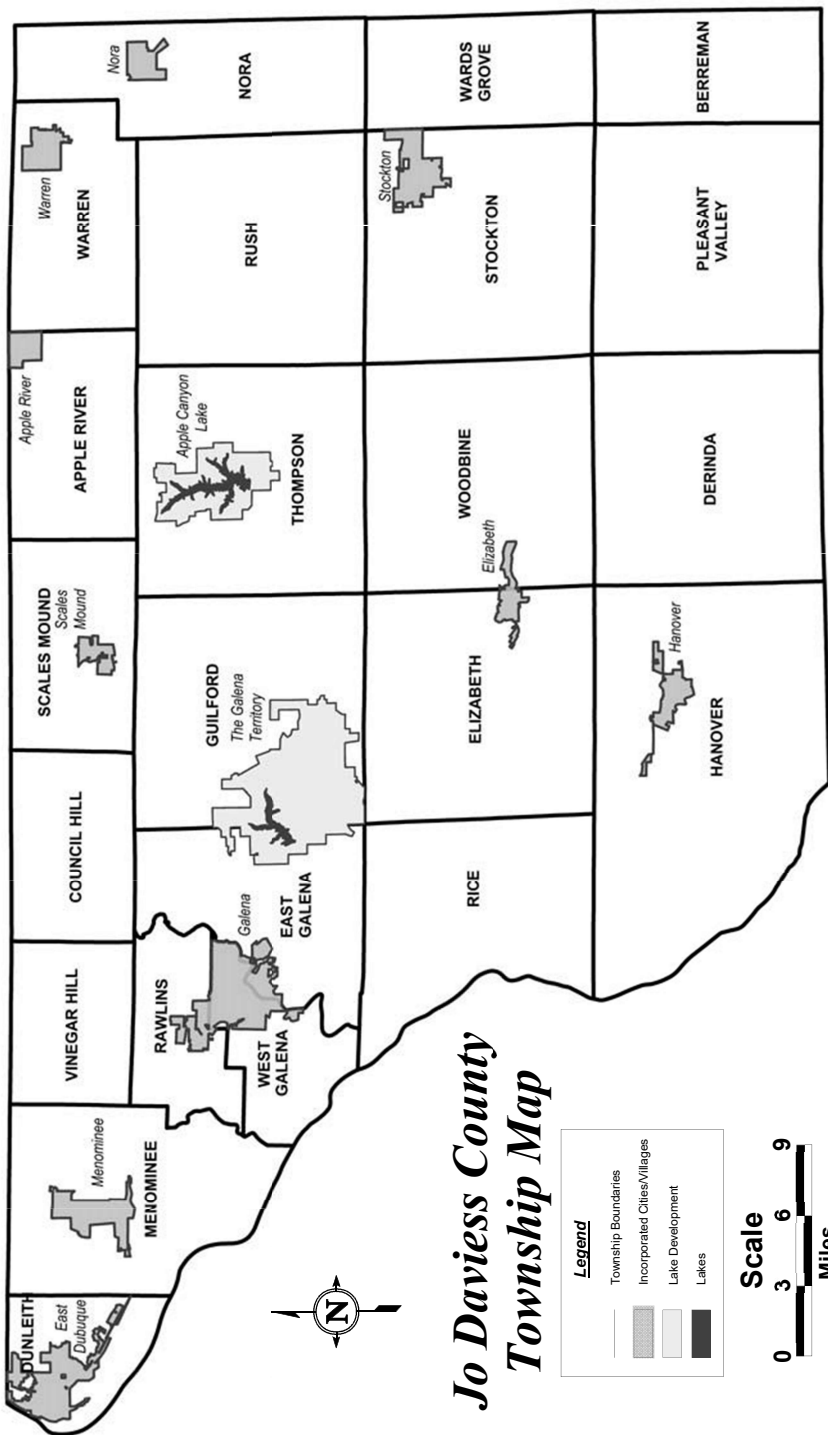 DUNLEITH
East
Dubuque
Menominee
MENOMINEE
VINEGAR HILL
COUNCIL HILL
SCALES MOUND
Scales
Mound
Apple River
APPLE RIVER
Warren
WARREN
Nora
NORA
RAWLINS
WEST
GALENA
Galena
EAST
GALENA
GUILFORD
The Galena
Territory
Apple Canyon
Lake
THOMPSON
RUSH
RICE
ELIZABETH
Elizabeth
WOODBINE
Stockton
STOCKTON
WARDS
GROVE
Hanover
HANOVER
DERINDA
PLEASANT
VALLEY
BERREMAN
N
Jo Daviess County
Township Map
Legend
Township Boundaries
Incorporated Cities/Villages
Lake Development
Lakes
Scale
0 3 6 9
Miles